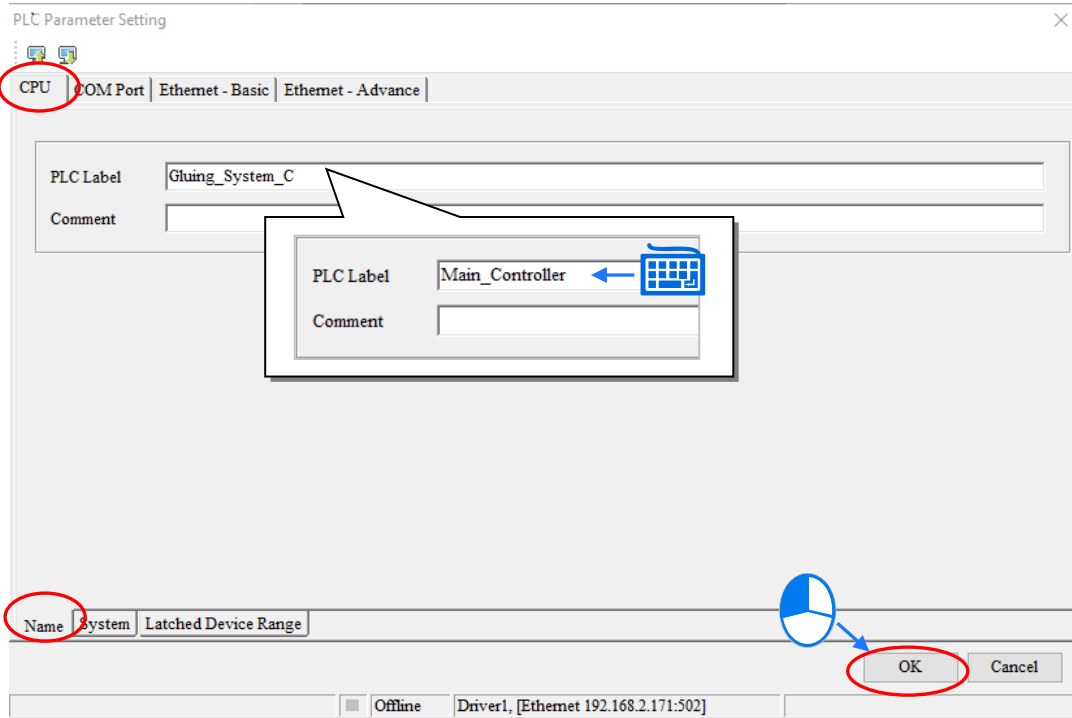 PLC Parameter Setting
CPU COM Port Ethernet - Basic Ethernet - Advance
PLC Label Gluing_System_C
Comment
PLC Label Main_Controller
Comment
Name System Latched Device Range
OK Cancel
Offline Driver1, [Ethernet 192.168.2.171:502]